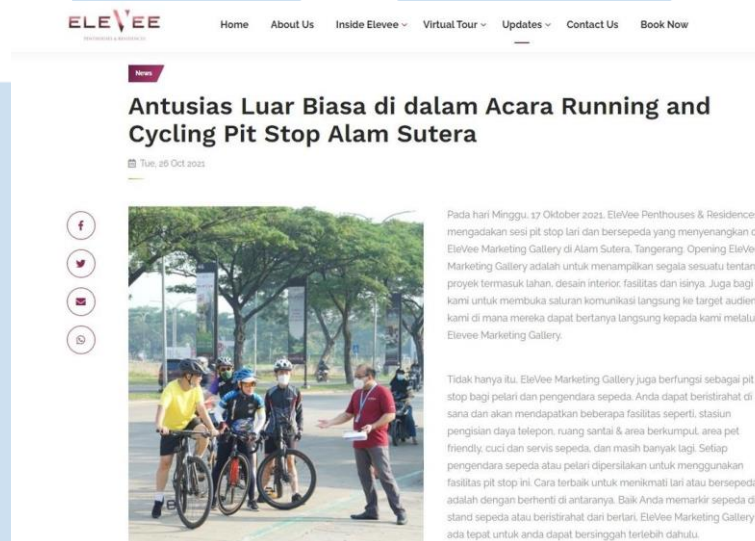 ELEVEE
PENTHOUSES & RESIDENCES
Home About Us Inside Elevee Virtual Tour Updates Contact Us Book Now
News
Antusias Luar Biasa di dalam Acara Running and
Cycling Pit Stop Alam Sutera
Tue, 26 Oct 2021
Pada hari Minggu, 17 Oktober 2021, EleVee Penthouses & Residence
mengadakan sesi pit stop lari dan bersepeda yang menyenangkan d
EleVee Marketing Gallery di Alam Sutera, Tangerang. Opening EleVe
Marketing Gallery adalah untuk menampilkan segala sesuatu tentan
proyek termasuk lahan, desain interior, fasilitas dan isinya. Juga bagi
kami untuk membuka saluran komunikasi langsung ke target audien
kami di mana mereka dapat bertanya langsung kepada kami melalu
Elevee Marketing Gallery.
Tidak hanya itu, EleVee Marketing Gallery juga berfungsi sebagai pit
stop bagi pelari dan pengendara sepeda. Anda dapat beristirahat di
sana dan akan mendapatkan beberapa fasilitas seperti, stasiun
pengisian daya telepon, ruang santai & area berkumpul, area pet
friendly, cuci dan servis sepeda, dan masih banyak lagi. Setiap
pengendara sepeda atau pelari dipersilakan untuk menggunakan
fasilitas pit stop ini. Cara terbaik untuk menikmati lari atau bersepeda
adalah dengan berhenti di antaranya. Baik Anda memarkir sepeda di
stand sepeda atau beristirahat dari berlari, EleVee Marketing Gallery
ada tepat untuk anda dapat bersinggah terlebih dahulu.